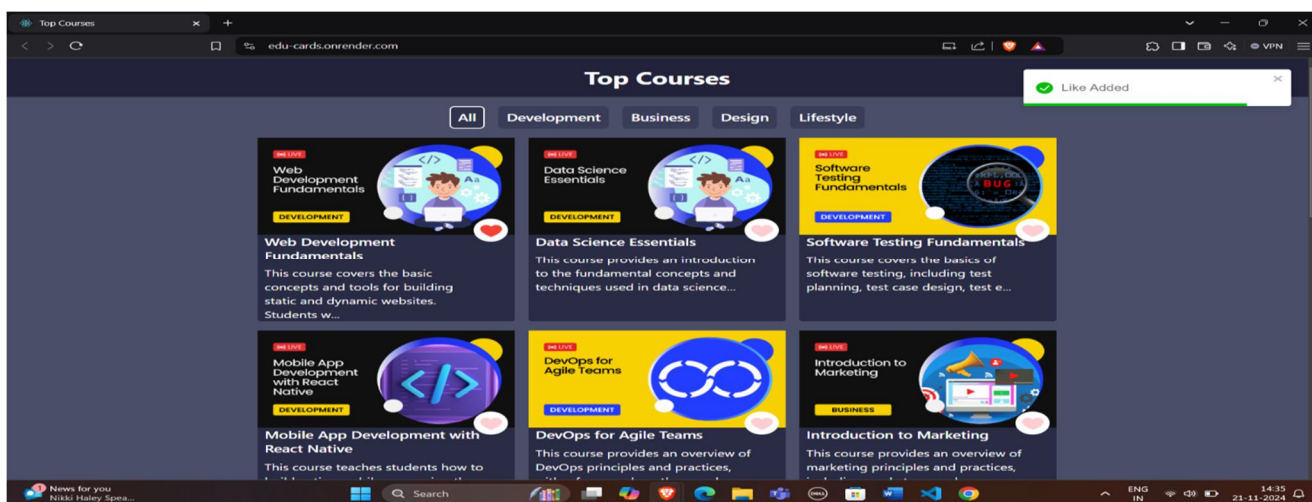 Top Courses
edu-cards.onrender.com
VPN
Top Courses
Like Added
All Development Business Design Lifestyle
LIVE
Web
Development
Fundamentals
DEVELOPMENT
Web Development
Fundamentals
This course covers the basic
concepts and tools for building
static and dynamic websites.
Students w...
LIVE
Data Science
Essentials
Aa
DEVELOPMENT
Data Science Essentials
This course provides an introduction
to the fundamental concepts and
techniques used in data science...
LIVE
Software
Testing
Fundamentals
BUG
DEVELOPMENT
Software Testing Fundamentals
This course covers the basics of
software testing, including test
planning, test case design, test e...
LIVE
Mobile App
Development
with React
Native
DEVELOPMENT
Mobile App Development with
React Native
This course teaches students how to
LIVE
DevOps for
Agile Teams
DEVELOPMENT
DevOps for Agile Teams
This course provides an overview of
DevOps principles and practices,
LIVE
Introduction to
Marketing
BUSINESS
Introduction to Marketing
This course provides an overview of
marketing principles and practices,
News for you
Nikki Haley Spea...
Search
ENG
IN
14:35
21-11-2024